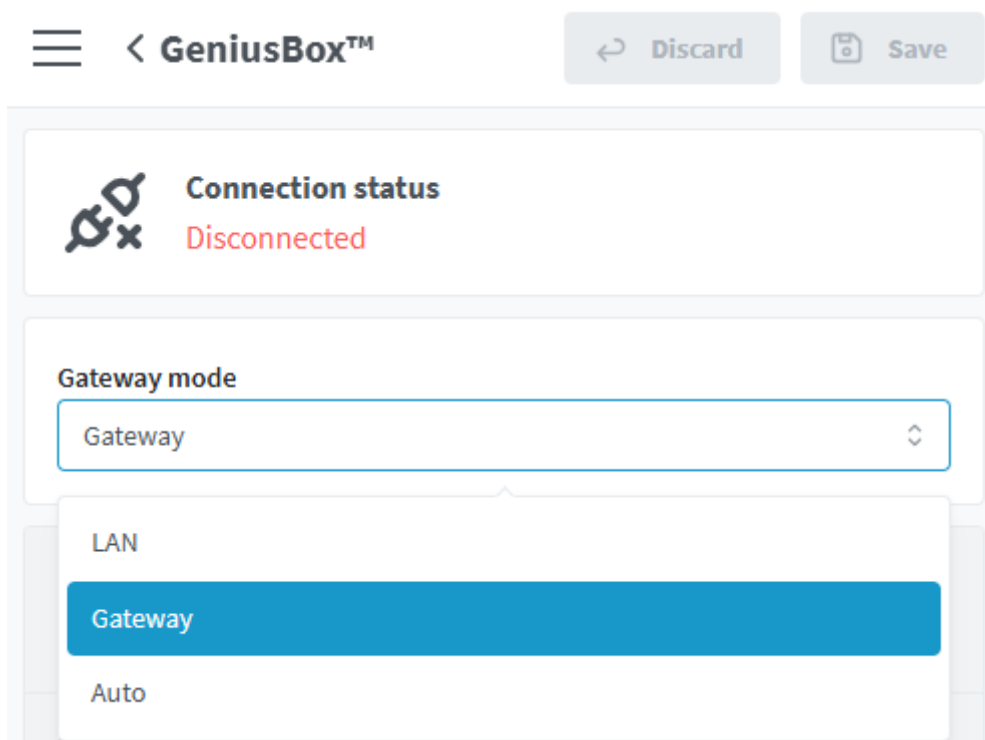 GeniusBox™ Discard Save
Connection status
Disconnected
Gateway mode
Gateway
LAN
Gateway
Auto